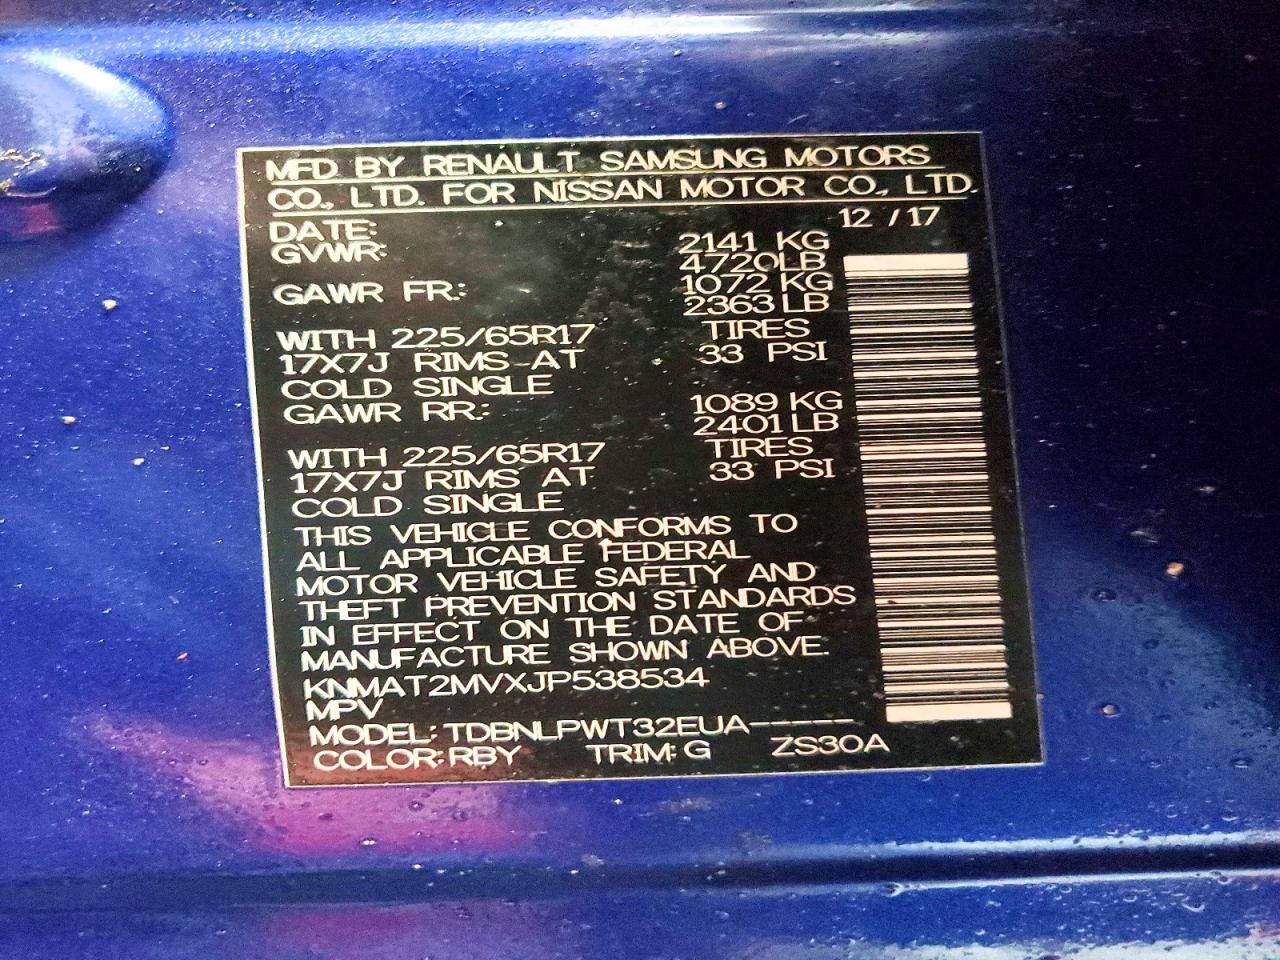 MFD BY RENAULT SAMSUNG MOTORS
CO., LTD. FOR NISSAN MOTOR CO., LTD.
DATE: 12 /17
GVWR: 2141 KG
4720LB
GAWR FR.: 1072 KG
2363 LB
WITH 225/65R17 TIRES
17X7J RIMS AT 33 PSI
COLD SINGLE
GAWR RR.: 1089 KG
2401 LB
WITH 225/65R17 TIRES
17X7J RIMS AT 33 PSI
COLD SINGLE
THIS VEHICLE CONFORMS TO
ALL APPLICABLE FEDERAL
MOTOR VEHICLE SAFETY AND
THEFT PREVENTION STANDARDS
IN EFFECT ON THE DATE OF
MANUFACTURE SHOWN ABOVE.
KNMAT2MVXJP538534
MPV
MODEL: TDBNLPWT32EUA-----
COLOR: RBY TRIM: G ZS30A